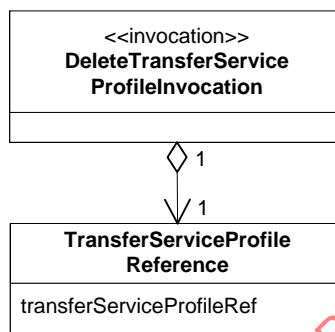 <<invocation>>
DeleteTransferService
ProfileInvocation
1
1
TransferServiceProfile
Reference
transferServiceProfileRef